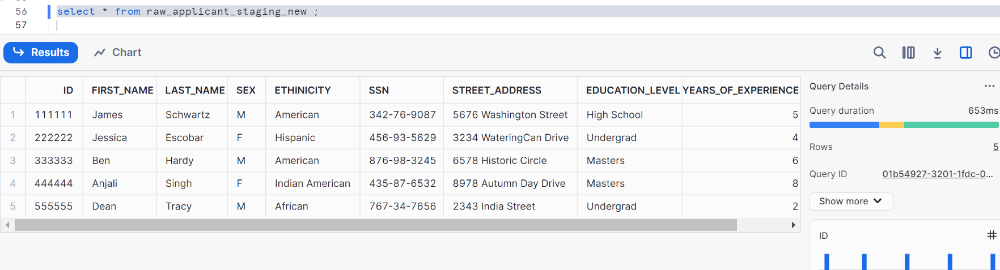 56 select * from raw_applicant_staging_new ;
57
Results Chart
ID FIRST_NAME LAST_NAME SEX ETHINICITY SSN STREET_ADDRESS EDUCATION_LEVEL YEARS_OF_EXPERIENCE
1 111111 James Schwartz M American 342-76-9087 5676 Washington Street High School 5
2 222222 Jessica Escobar F Hispanic 456-93-5629 3234 WateringCan Drive Undergrad 4
3 333333 Ben Hardy M American 876-98-3245 6578 Historic Circle Masters 6
4 444444 Anjali Singh F Indian American 435-87-6532 8978 Autumn Day Drive Masters 8
5 555555 Dean Tracy M African 767-34-7656 2343 India Street Undergrad 2
Query Details ...
Query duration 653ms
Rows 5
Query ID 01b54927-3201-1fdc-0...
Show more
ID #